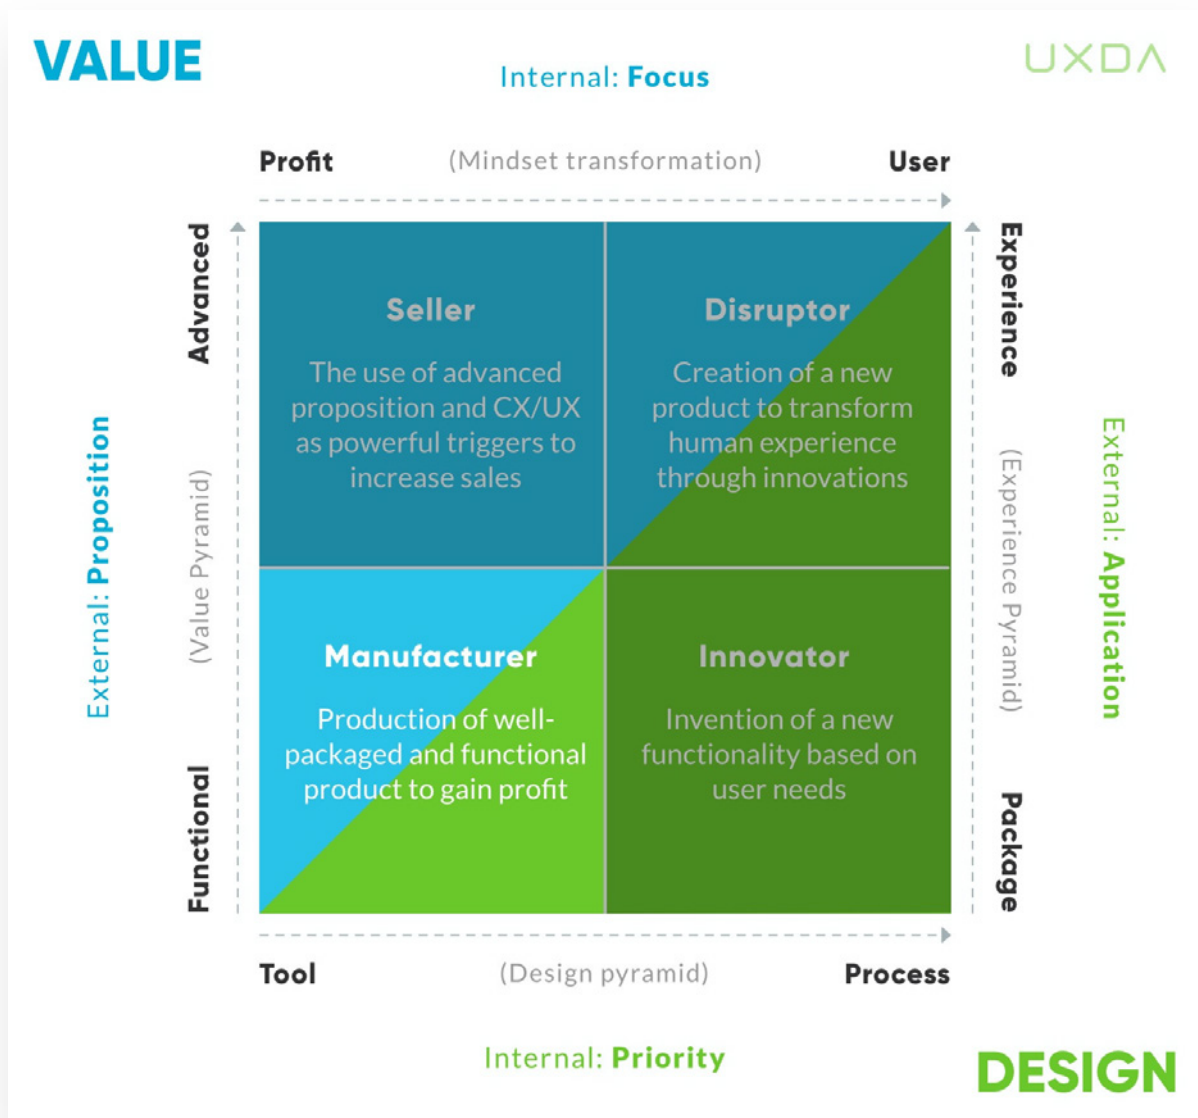 VALUE
UXDA
Internal: Focus
Profit
(Mindset transformation)
User
Advanced
Experience
Seller
The use of advanced
proposition and CX/UX
as powerful triggers to
increase sales
Disruptor
Creation of a new
product to transform
human experience
through innovations
External: Proposition
(Value Pyramid)
(Experience Pyramid)
External: Application
Manufacturer
Production of well-
packaged and functional
product to gain profit
Innovator
Invention of a new
functionality based on
user needs
Functional
Package
Tool
(Design pyramid)
Process
Internal: Priority
DESIGN